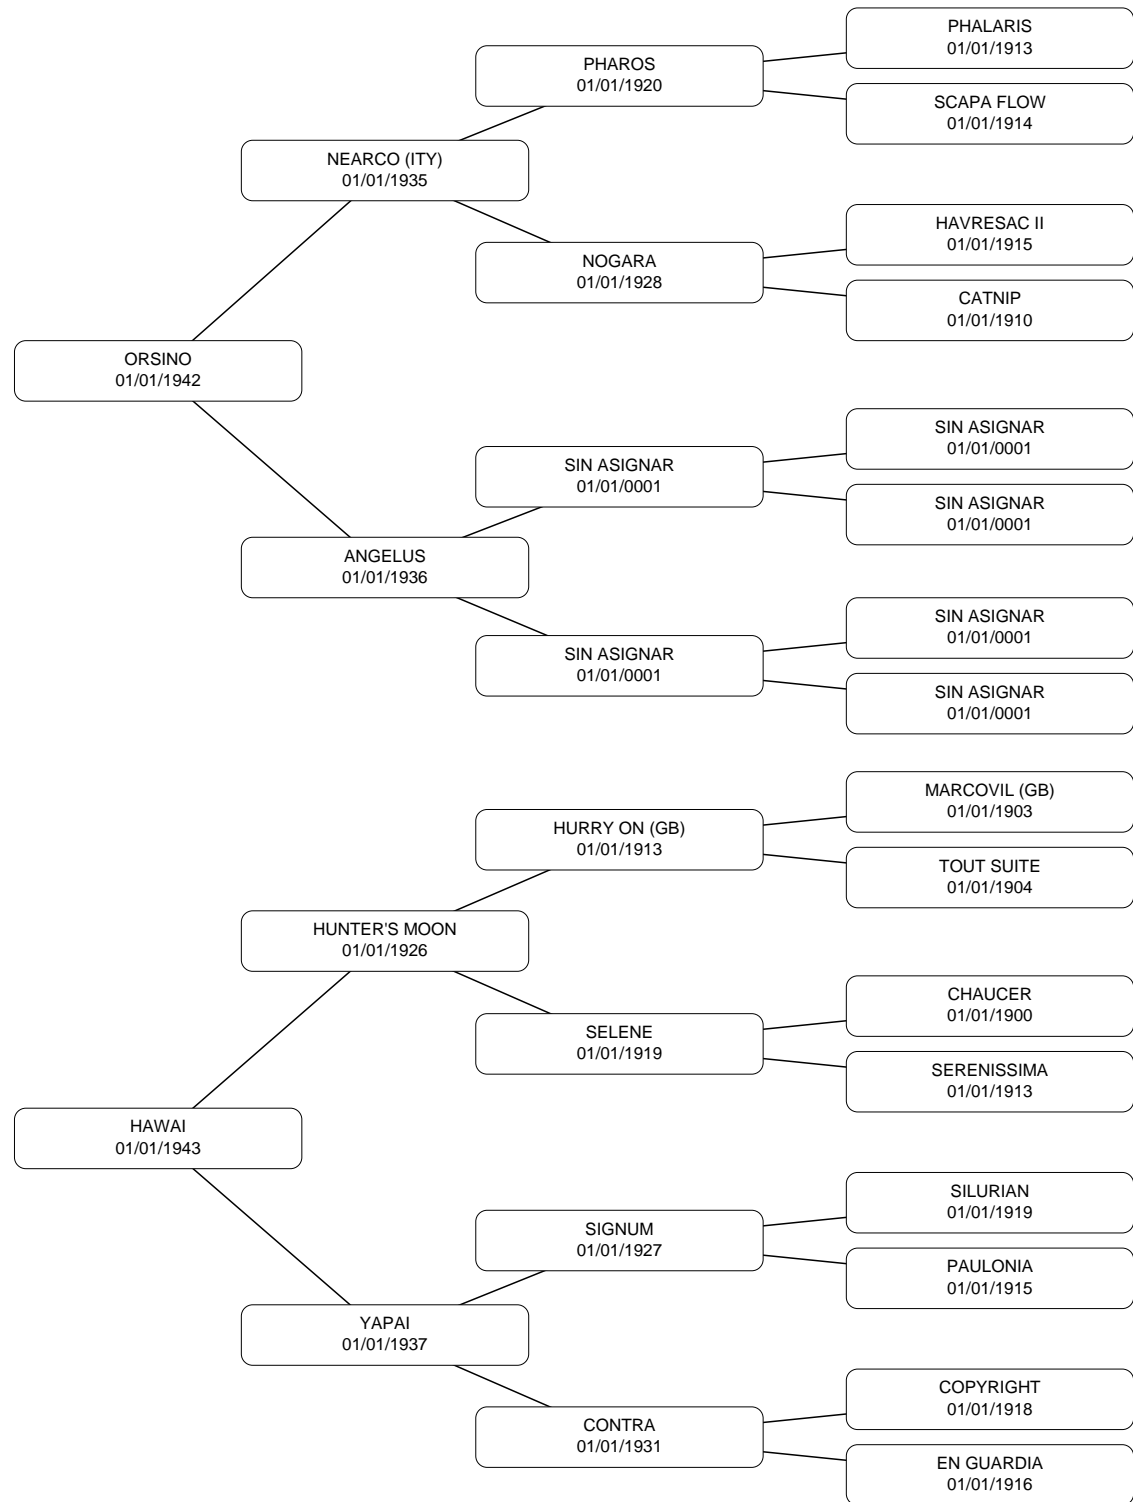 PHALARIS
01/01/1913
PHAROS
01/01/1920
SCAPA FLOW
01/01/1914
NEARCO (ITY)
01/01/1935
HAVRESAC II
01/01/1915
NOGARA
01/01/1928
CATNIP
01/01/1910
ORSINO
01/01/1942
SIN ASIGNAR
01/01/0001
SIN ASIGNAR
01/01/0001
SIN ASIGNAR
01/01/0001
ANGELUS
01/01/1936
SIN ASIGNAR
01/01/0001
SIN ASIGNAR
01/01/0001
SIN ASIGNAR
01/01/0001
MARCOVIL (GB)
01/01/1903
HURRY ON (GB)
01/01/1913
TOUT SUITE
01/01/1904
HUNTER'S MOON
01/01/1926
CHAUCER
01/01/1900
SELENE
01/01/1919
SERENISSIMA
01/01/1913
HAWAI
01/01/1943
SILURIAN
01/01/1919
SIGNUM
01/01/1927
PAULONIA
01/01/1915
YAPAI
01/01/1937
COPYRIGHT
01/01/1918
CONTRA
01/01/1931
EN GUARDIA
01/01/1916